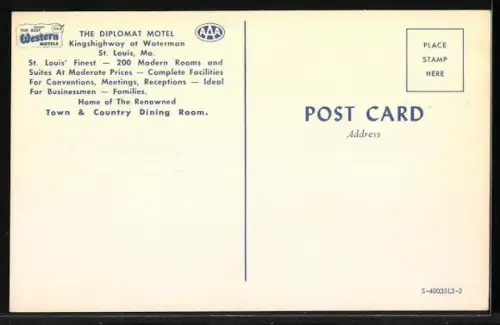 THE BEST
Western
MOTELS
THE DIPLOMAT MOTEL
Kingshighway at Waterman
St. Louis, Mo.
AAA
St. Louis' Finest — 200 Modern Rooms and
Suites At Moderate Prices — Complete Facilities
For Conventions, Meetings, Receptions — Ideal
For Businessmen — Families.
Home of The Renowned
Town & Country Dining Room.
PLACE
STAMP
HERE
POST CARD
Address
S-40035L3-2